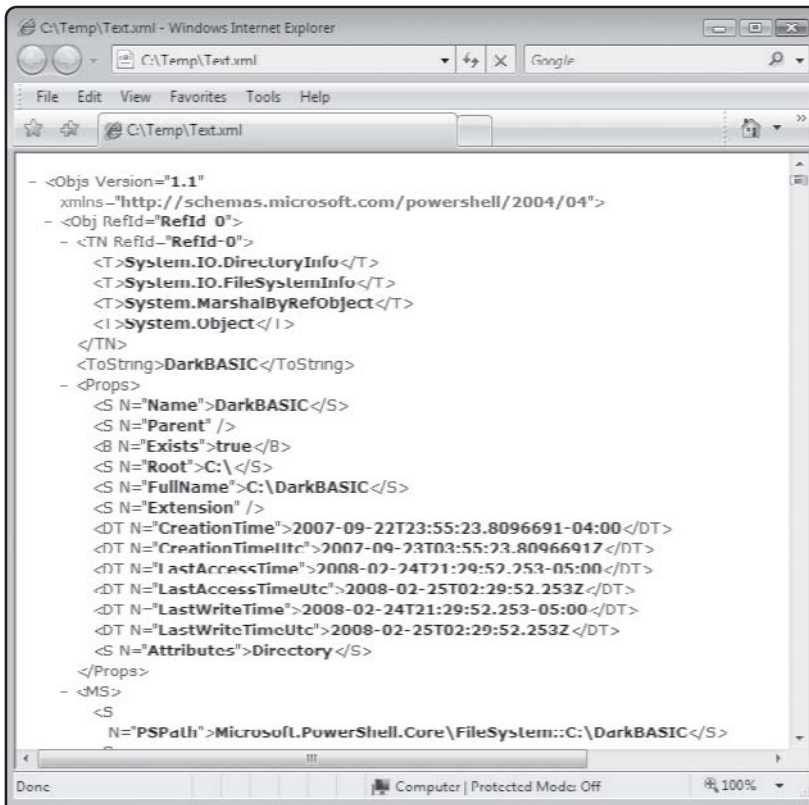 C:\Temp\Text.xml - Windows Internet Explorer
C:\Temp\Text.xml
Google
File Edit View Favorites Tools Help
C:\Temp\Text.xml
- <Objs Version="1.1"
xmlns="http://schemas.microsoft.com/powershell/2004/04">
- <Obj RefId="RefId-0">
- <TN RefId="RefId-0">
<T>System.IO.DirectoryInfo</T>
<T>System.IO.FileSystemInfo</T>
<T>System.MarshalByRefObject</T>
<T>System.Object</T>
</TN>
<ToString>DarkBASIC</ToString>
- <Props>
<S N="Name">DarkBASIC</S>
<S N="Parent" />
<B N="Exists">true</B>
<S N="Root">C:\</S>
<S N="FullName">C:\DarkBASIC</S>
<S N="Extension" />
<DT N="CreationTime">2007-09-22T23:55:23.8096691-04:00</DT>
<DT N="CreationTimeUtc">2007-09-23T03:55:23.8096691Z</DT>
<DT N="LastAccessTime">2008-02-24T21:29:52.253-05:00</DT>
<DT N="LastAccessTimeUtc">2008-02-25T02:29:52.253Z</DT>
<DT N="LastWriteTime">2008-02-24T21:29:52.253-05:00</DT>
<DT N="LastWriteTimeUtc">2008-02-25T02:29:52.253Z</DT>
<S N="Attributes">Directory</S>
</Props>
- <MS>
<S
N="PSPath">Microsoft.PowerShell.Core\FileSystem::C:\DarkBASIC</S>
Done
Computer | Protected Mode: Off
100%